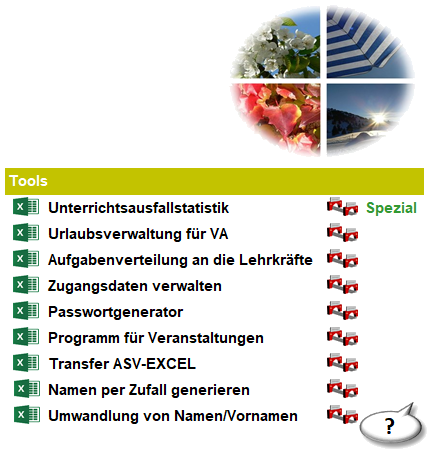 Tools
Unterrichtsausfallstatistik Spezial
Urlaubsverwaltung für VA
Aufgabenverteilung an die Lehrkräfte
Zugangsdaten verwalten
Passwortgenerator
Programm für Veranstaltungen
Transfer ASV-EXCEL
Namen per Zufall generieren
Umwandlung von Namen/Vornamen
?